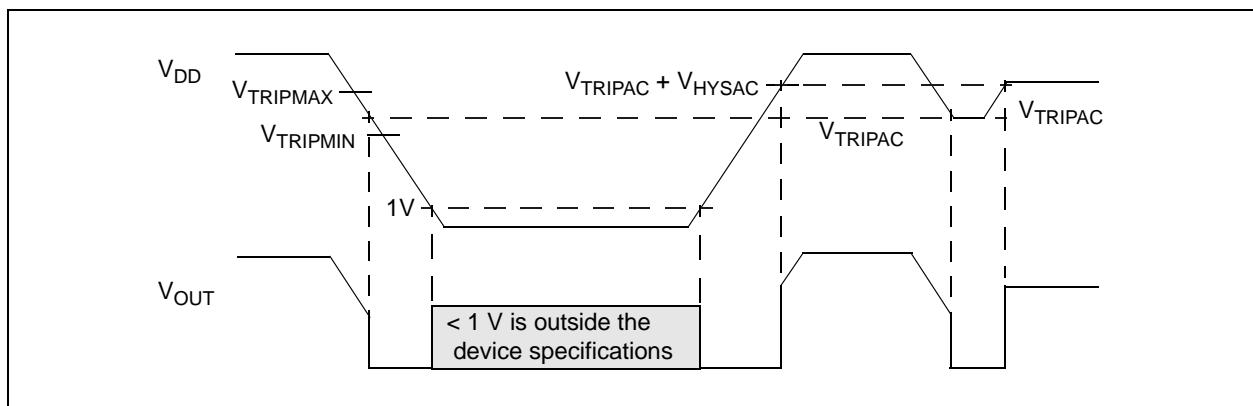 VDD
VTRIPMAX
VTRIPMIN
1V
VTRIPAC + VHYSAC
VTRIPAC
VTRIPAC
VOUT
< 1 V is outside the
device specifications